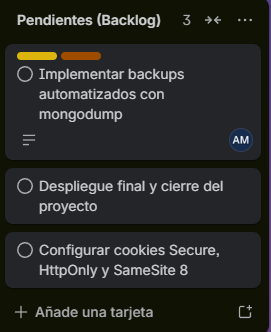 Pendientes (Backlog) 3
Implementar backups
automatizados con
mongodump
AM
Despliegue final y cierre del
proyecto
Configurar cookies Secure,
HttpOnly y SameSite 8
+ Añade una tarjeta